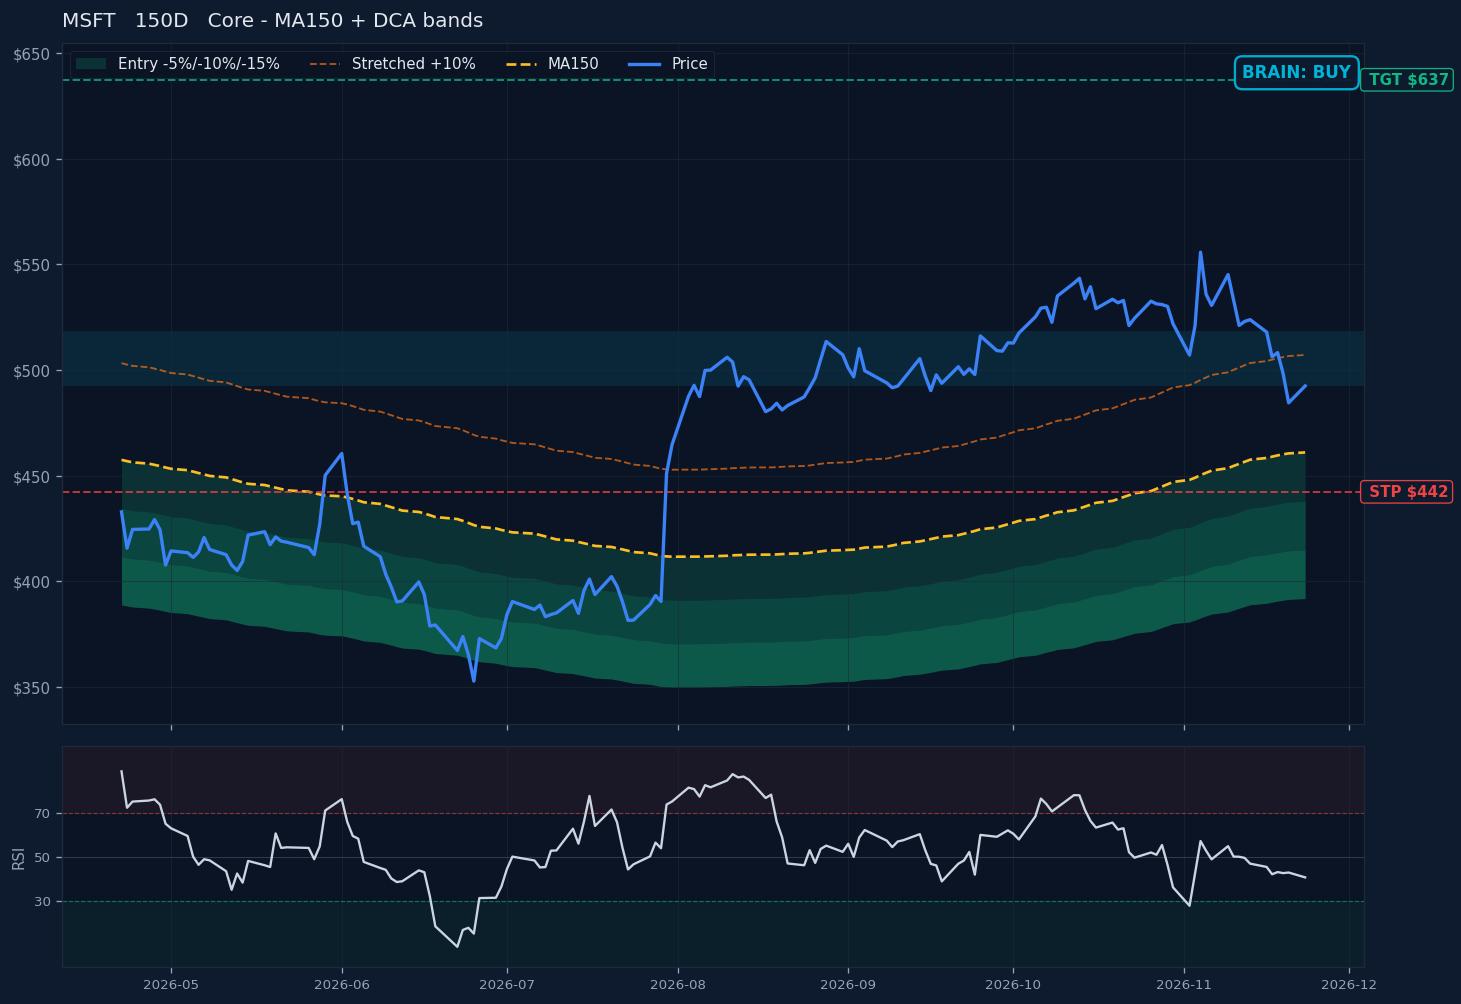 MSFT   150D   Core - MA150 + DCA bands
Entry -5%/-10%/-15%
Stretched +10%
MA150
Price
BRAIN: BUY
TGT $637
$650
$600
$550
$500
$450
$400
$350
STP $442
RSI
70
50
30
2026-05
2026-06
2026-07
2026-08
2026-09
2026-10
2026-11
2026-12